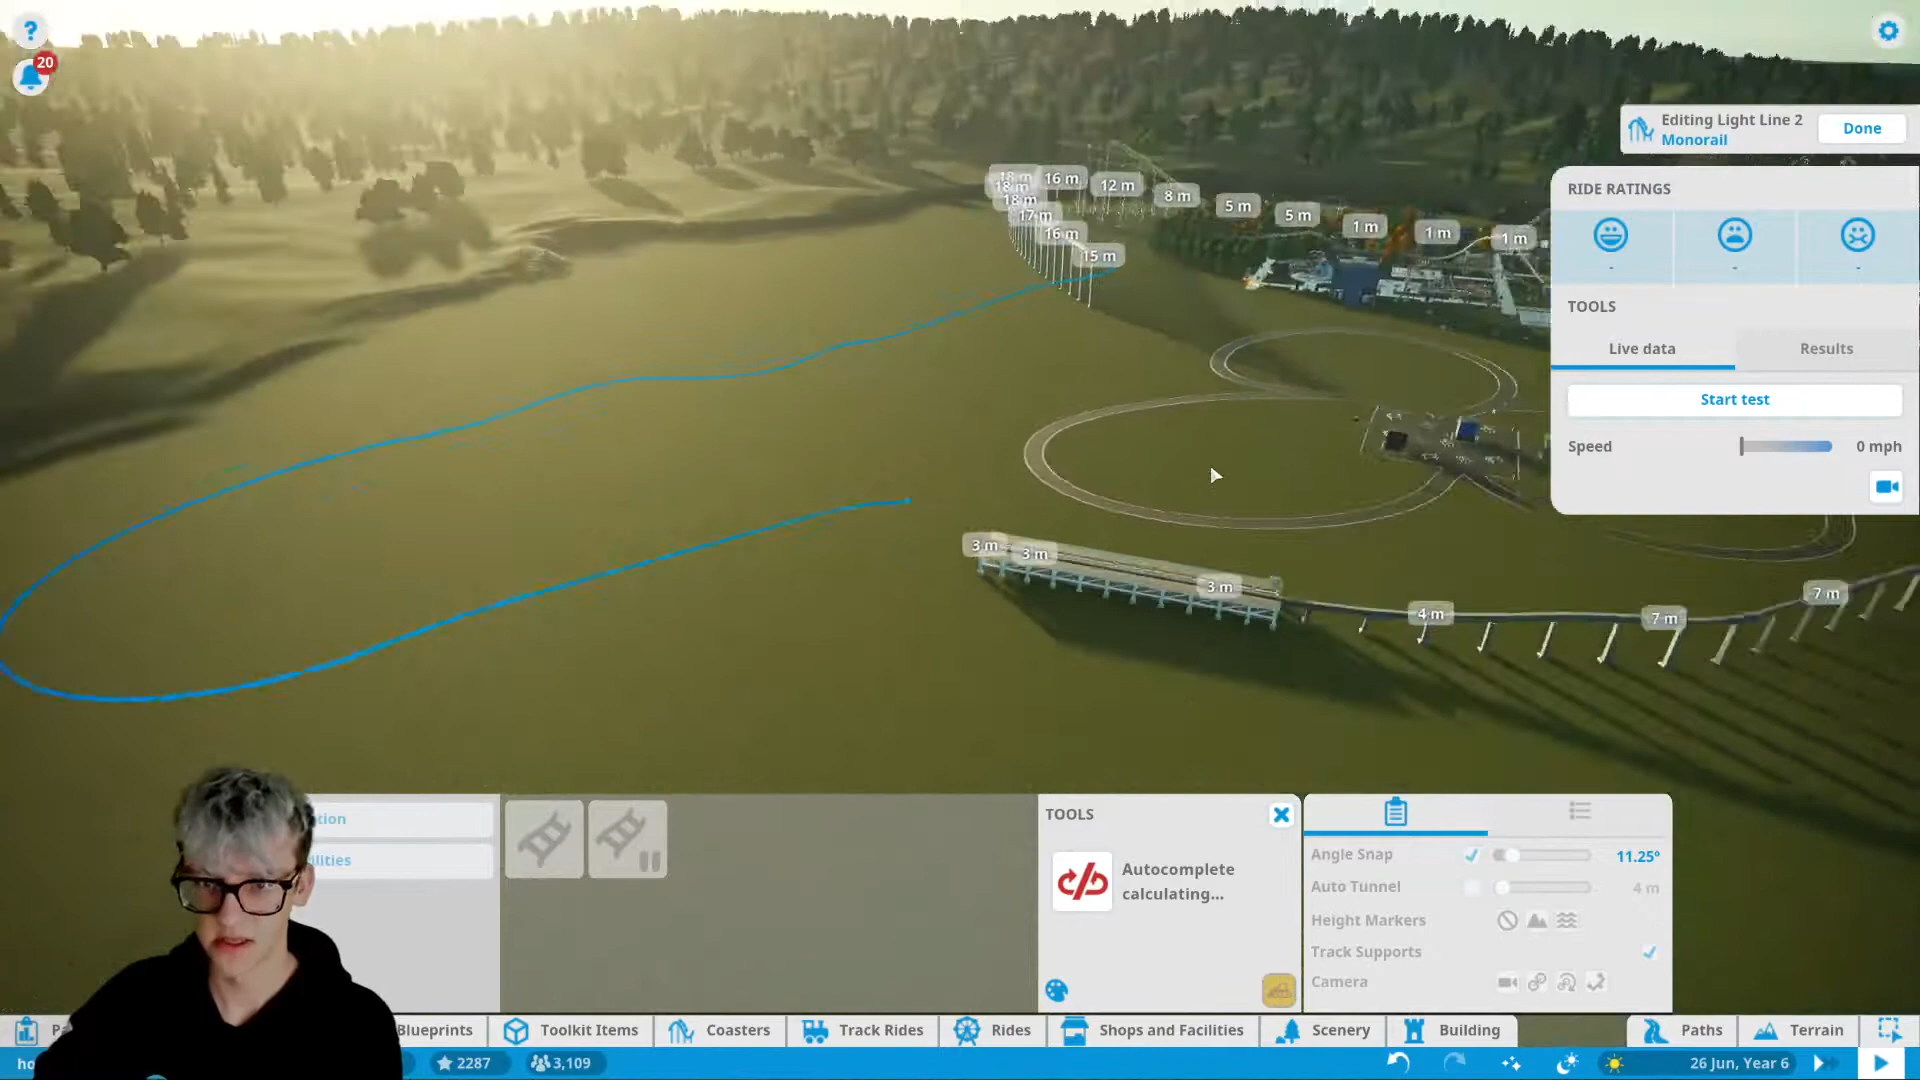 ?
20
Editing Light Line 2
Monorail
Done
RIDE RATINGS
-
-
-
TOOLS
Live data
Results
Start test
Speed
0 mph
18 m
18 m
18 m
17 m
16 m
15 m
16 m
12 m
8 m
5 m
5 m
1 m
1 m
1 m
3 m
3 m
3 m
4 m
7 m
7 m
TOOLS
Autocomplete
calculating...
Angle Snap
11.25°
Auto Tunnel
4 m
Height Markers
Track Supports
Camera
Blueprints
Toolkit Items
Coasters
Track Rides
Rides
Shops and Facilities
Scenery
Building
Paths
Terrain
2287
3,109
26 Jun, Year 6